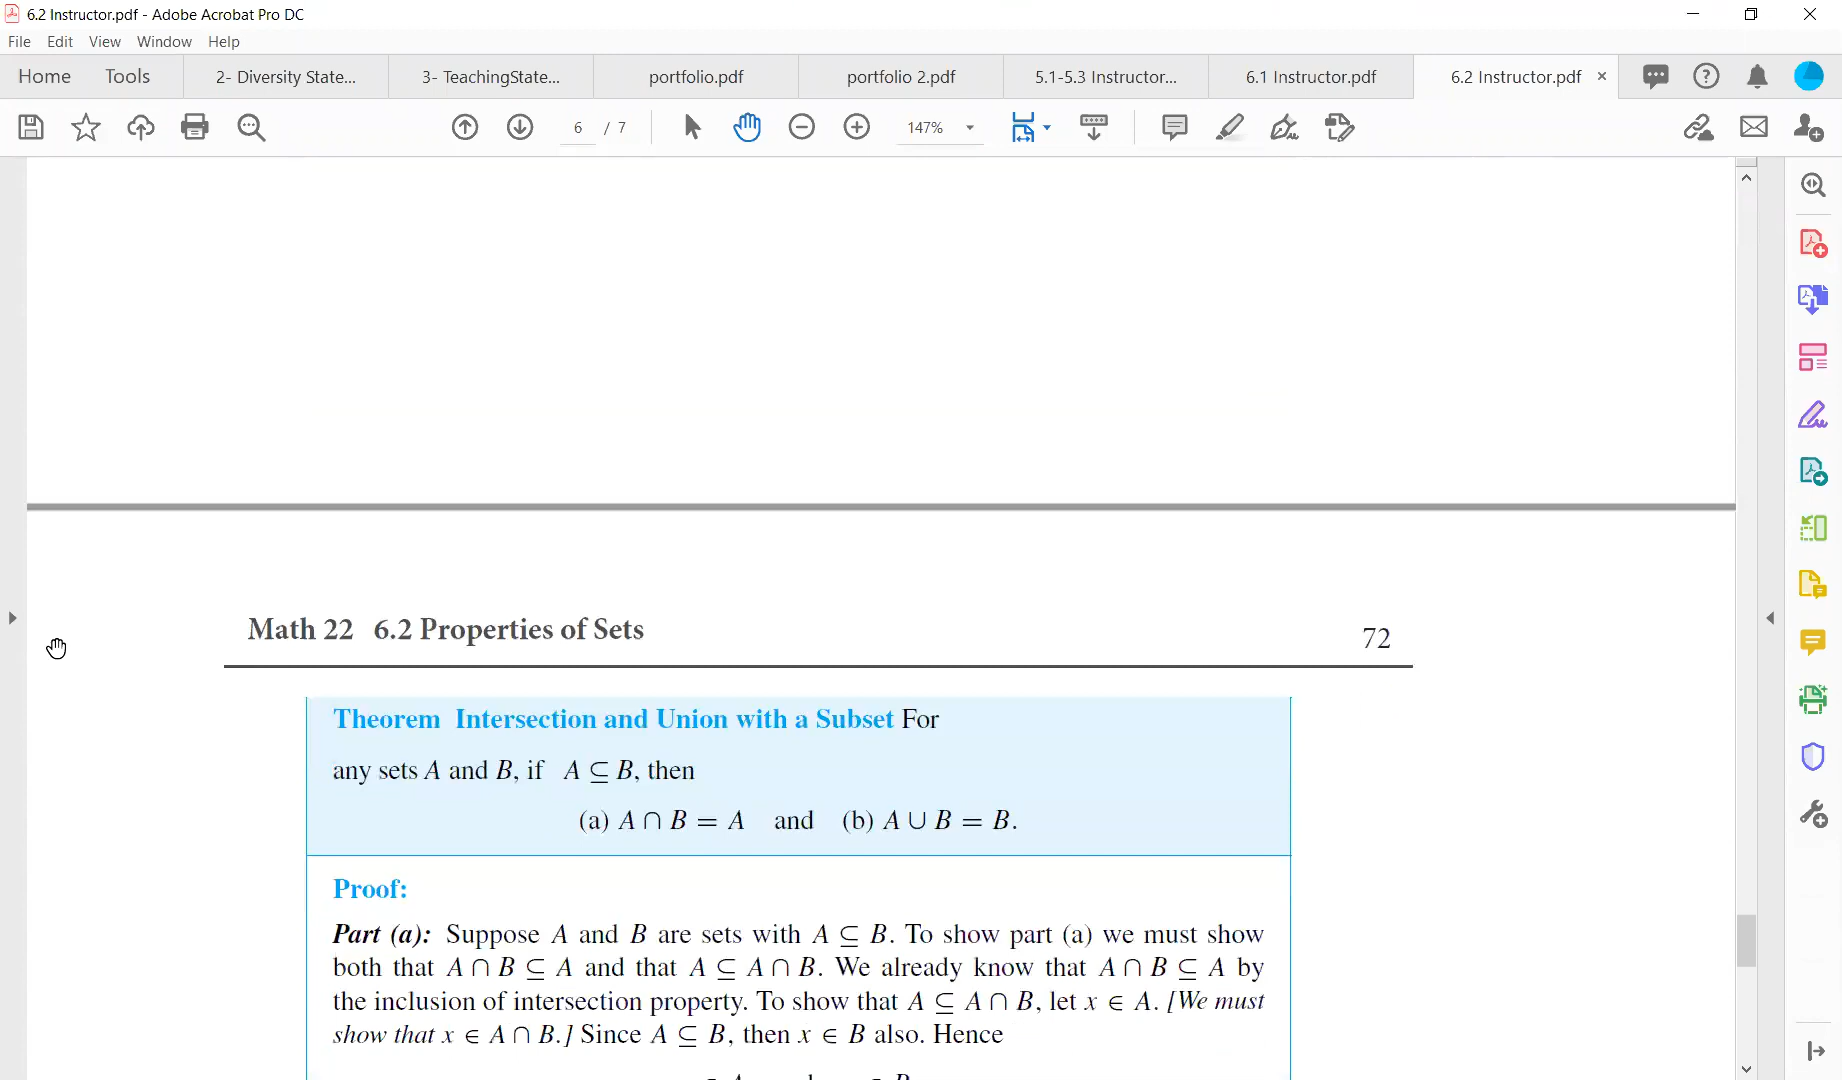 6.2 Instructor.pdf - Adobe Acrobat Pro DC
File Edit View Window Help
Home Tools 2- Diversity State... 3- TeachingState... portfolio.pdf portfolio 2.pdf 5.1-5.3 Instructor... 6.1 Instructor.pdf 6.2 Instructor.pdf ×
6 / 7 147%
Math 22 6.2 Properties of Sets 72
Theorem Intersection and Union with a Subset For
any sets A and B, if A ⊆ B, then
(a) A ∩ B = A and (b) A ∪ B = B.
Proof:
Part (a): Suppose A and B are sets with A ⊆ B. To show part (a) we must show
both that A ∩ B ⊆ A and that A ⊆ A ∩ B. We already know that A ∩ B ⊆ A by
the inclusion of intersection property. To show that A ⊆ A ∩ B, let x ∈ A. [We must
show that x ∈ A ∩ B.] Since A ⊆ B, then x ∈ B also. Hence